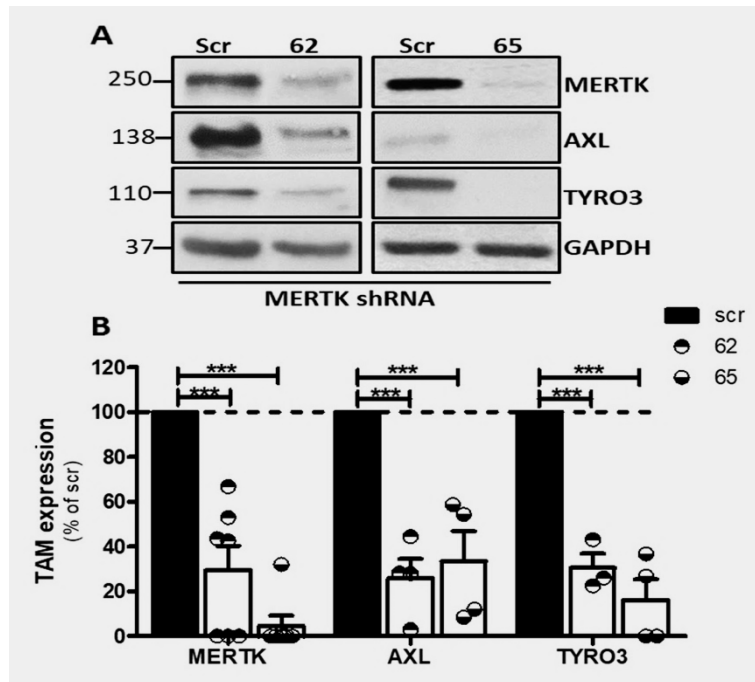 A
Scr 62 Scr 65
250 MERTK
138 AXL
110 TYRO3
37 GAPDH
MERTK shRNA
B
scr
62
65
*** *** ***
*** *** ***
TAM expression
(% of scr)
120
100
80
60
40
20
0
MERTK AXL TYRO3